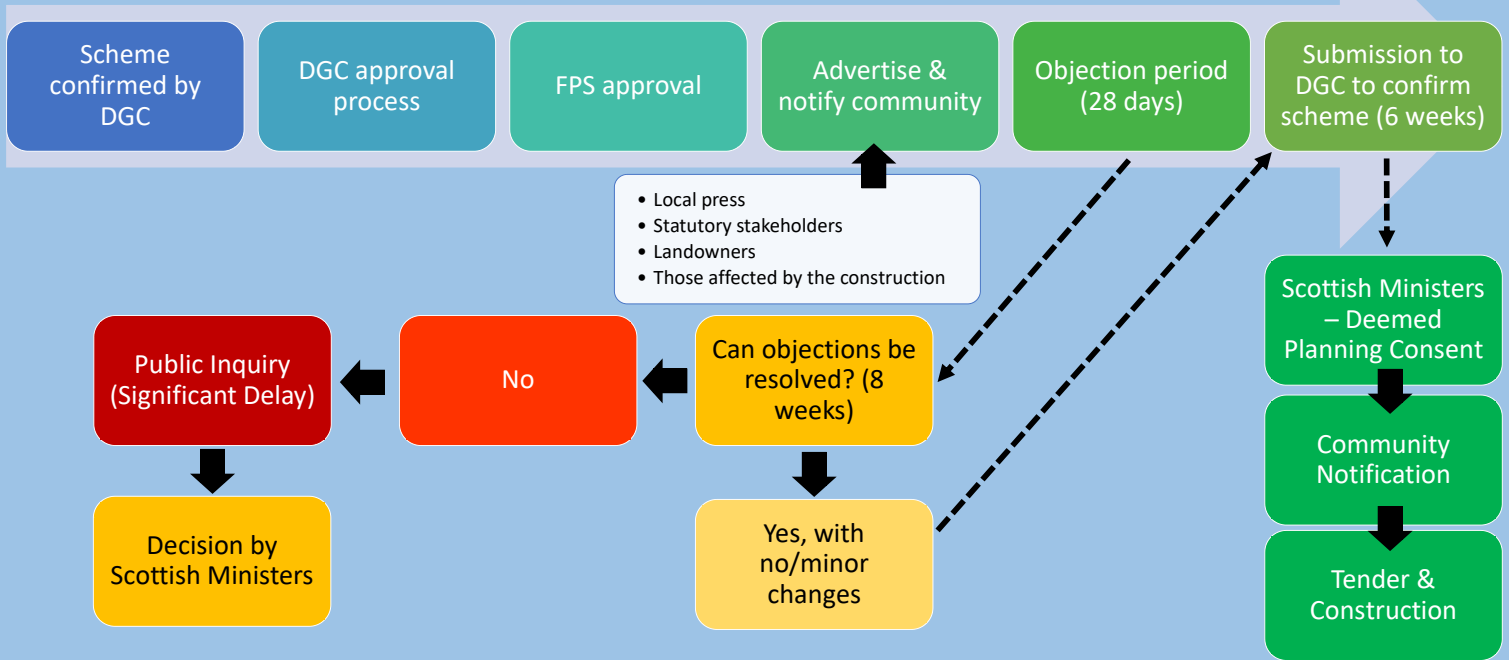 Scheme
confirmed by
DGC
DGC approval
process
FPS approval
Advertise &
notify community
Objection period
(28 days)
Submission to
DGC to confirm
scheme (6 weeks)
• Local press
• Statutory stakeholders
• Landowners
• Those affected by the construction
Public Inquiry
(Significant Delay)
No
Can objections be
resolved? (8
weeks)
Scottish Ministers
– Deemed
Planning Consent
Community
Notification
Decision by
Scottish Ministers
Yes, with
no/minor
changes
Tender &
Construction